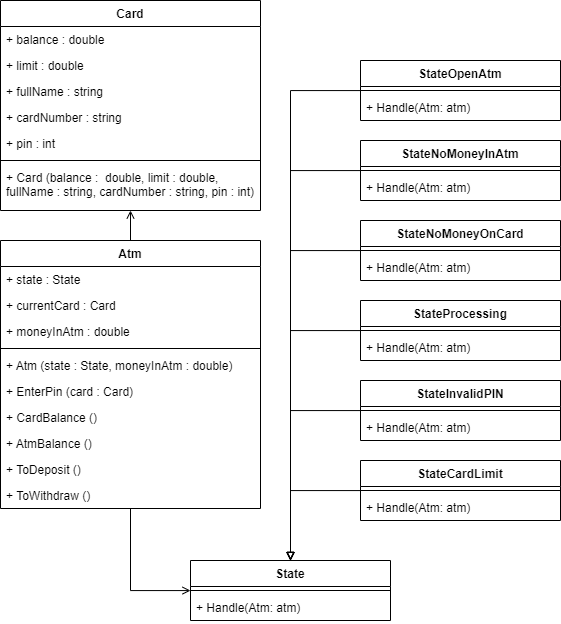 Card
+ balance : double
+ limit : double
+ fullName : string
+ cardNumber : string
+ pin : int
+ Card (balance :  double, limit : double,
fullName : string, cardNumber : string, pin : int)
Atm
+ state : State
+ currentCard : Card
+ moneyInAtm : double
+ Atm (state : State, moneyInAtm : double)
+ EnterPin (card : Card)
+ CardBalance ()
+ AtmBalance ()
+ ToDeposit ()
+ ToWithdraw ()
StateOpenAtm
+ Handle(Atm: atm)
StateNoMoneyInAtm
+ Handle(Atm: atm)
StateNoMoneyOnCard
+ Handle(Atm: atm)
StateProcessing
+ Handle(Atm: atm)
StateInvalidPIN
+ Handle(Atm: atm)
StateCardLimit
+ Handle(Atm: atm)
State
+ Handle(Atm: atm)